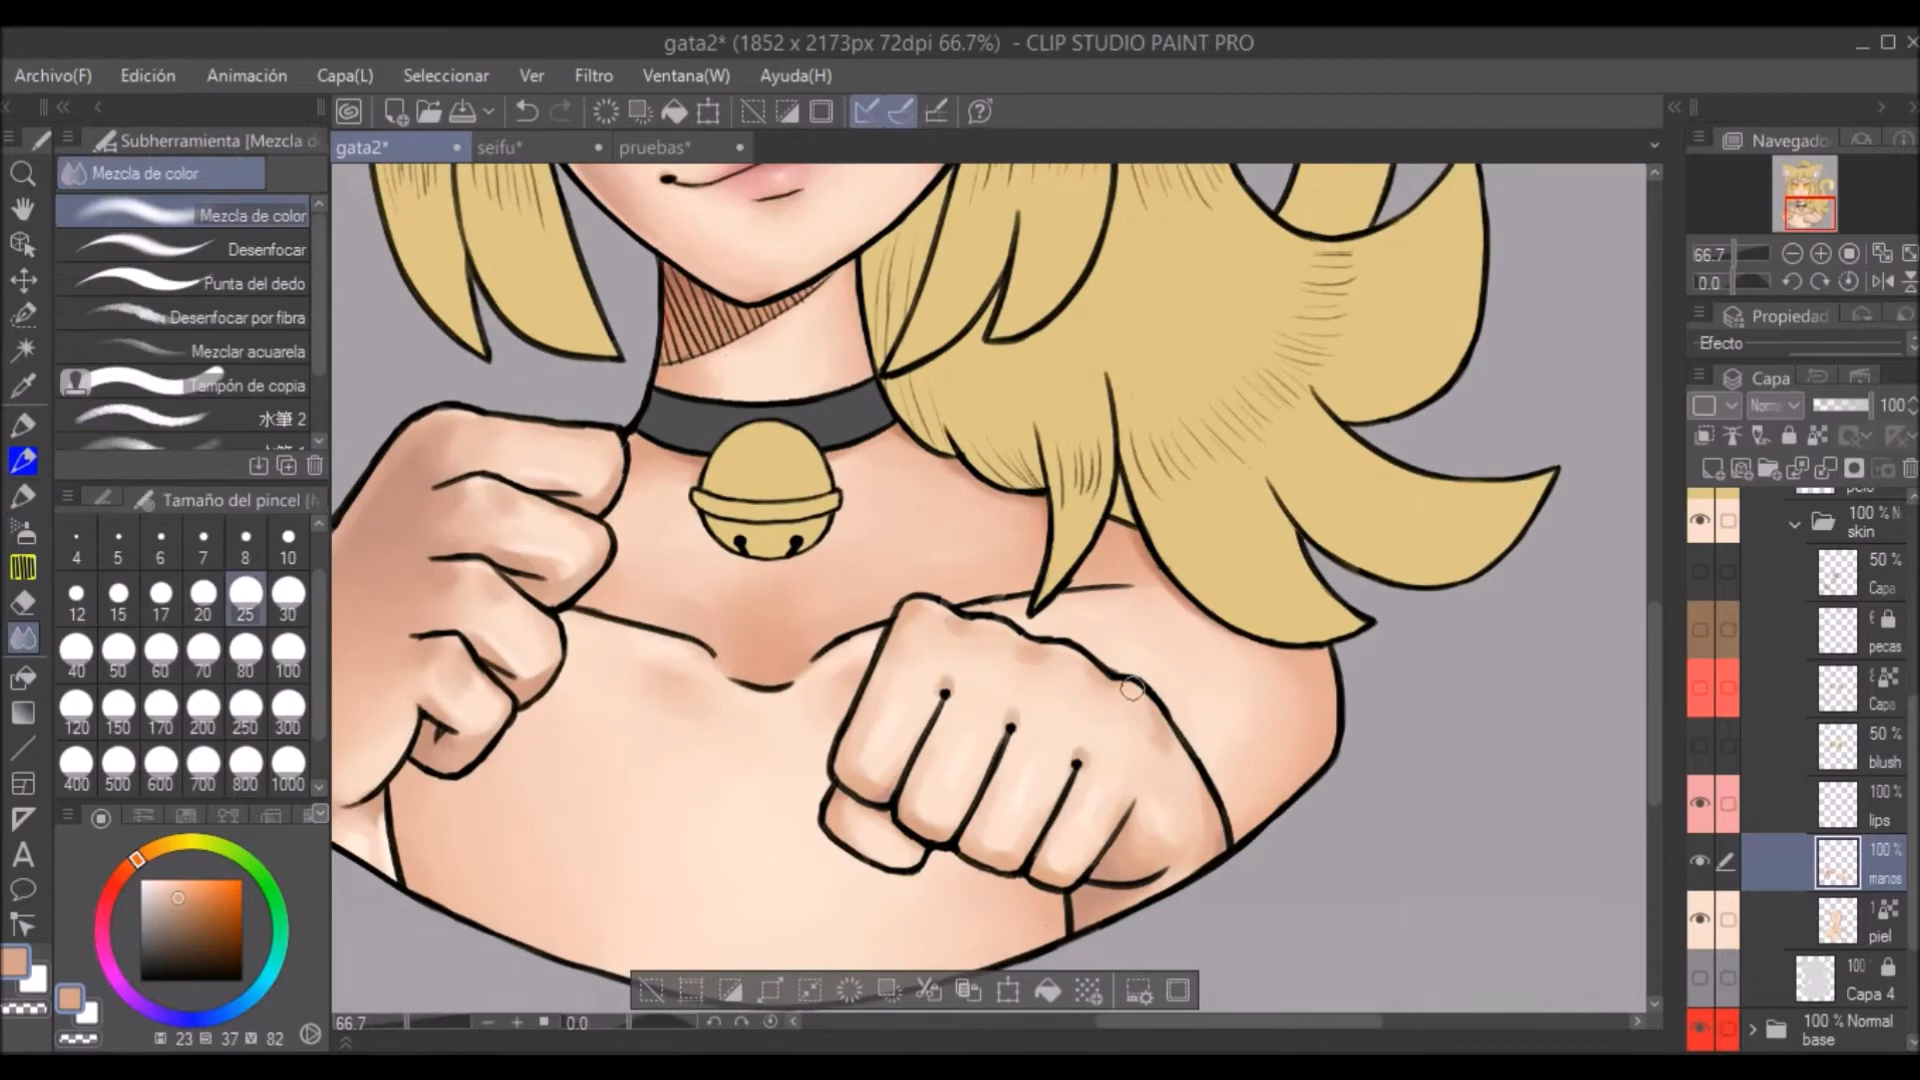 gata2* (1852 x 2173px 72dpi 66.7%) - CLIP STUDIO PAINT PRO
Archivo(F) Edición Animación Capa(L) Seleccionar Ver Filtro Ventana(W) Ayuda(H)
Subherramienta [Mezcla d
gata2* seifu* pruebas*
Navegado
Mezcla de color
Mezcla de color
Desenfocar
Punta del dedo
Desenfocar por fibra
Mezclar acuarela
Tampón de copia
水筆 2
66.7
0.0
Propiedad
Efecto
Capa
Norma 100
Tamaño del pincel [
4 5 6 7 8 10
12 15 17 20 25 30
40 50 60 70 80 100
120 150 170 200 250 300
400 500 600 700 800 1000
pelo
100 % N
skin
50 %
Capa
pecas
Capa
50 %
blush
100 %
lips
100 %
manos
piel
100
Capa 4
100 % Normal
base
66.7 0.0
H 23 S 37 V 82